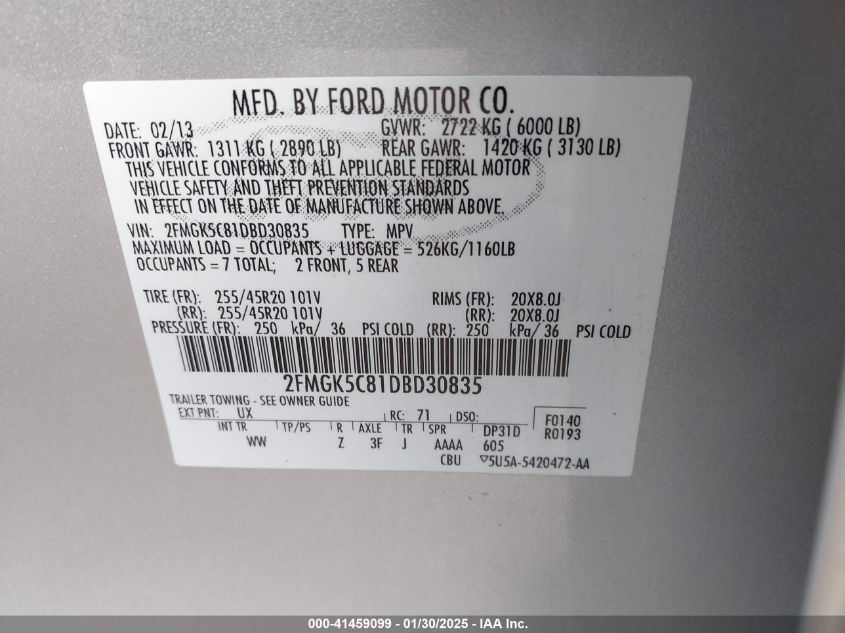 MFD. BY FORD MOTOR CO.
DATE: 02/13 GVWR: 2722 KG ( 6000 LB)
FRONT GAWR: 1311 KG ( 2890 LB) REAR GAWR: 1420 KG ( 3130 LB)
THIS VEHICLE CONFORMS TO ALL APPLICABLE FEDERAL MOTOR
VEHICLE SAFETY AND THEFT PREVENTION STANDARDS
IN EFFECT ON THE DATE OF MANUFACTURE SHOWN ABOVE.
VIN: 2FMGK5C81DBD30835 TYPE: MPV
MAXIMUM LOAD = OCCUPANTS + LUGGAGE = 526KG/1160LB
OCCUPANTS = 7 TOTAL; 2 FRONT, 5 REAR
TIRE (FR): 255/45R20 101V RIMS (FR): 20X8.0J
(RR): 255/45R20 101V (RR): 20X8.0J
PRESSURE (FR): 250 kPa/ 36 PSI COLD (RR): 250 kPa/ 36 PSI COLD
2FMGK5C81DBD30835
TRAILER TOWING - SEE OWNER GUIDE
EXT PNT: UX RC: 71 DSO: F0140
INT TR TP/PS R AXLE TR SPR DP31D R0193
WW Z 3F J AAAA 605
CBU 5U5A-5420472-AA
000-41459099 - 01/30/2025 - IAA Inc.